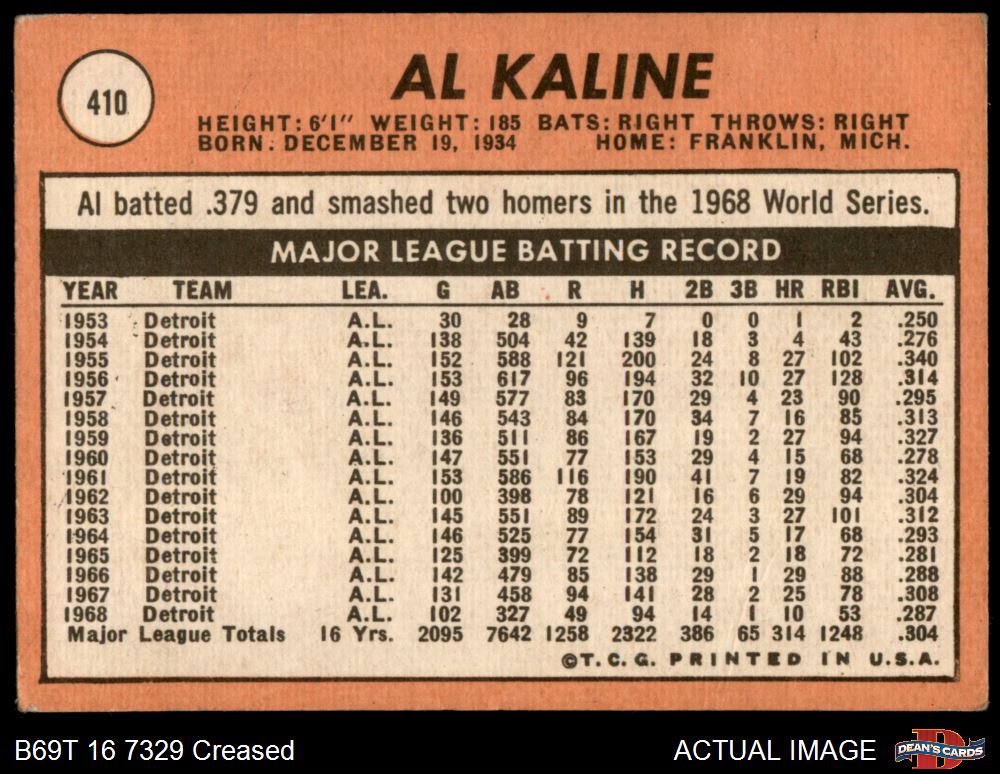 410
AL KALINE
HEIGHT: 6'1" WEIGHT: 185 BATS: RIGHT THROWS: RIGHT
BORN: DECEMBER 19, 1934 HOME: FRANKLIN, MICH.
Al batted .379 and smashed two homers in the 1968 World Series.
MAJOR LEAGUE BATTING RECORD
YEAR TEAM LEA. G AB R H 2B 3B HR RBI AVG.
1953 Detroit A.L. 30 28 9 7 0 0 1 2 .250
1954 Detroit A.L. 138 504 42 139 18 3 4 43 .276
1955 Detroit A.L. 152 588 121 200 24 8 27 102 .340
1956 Detroit A.L. 153 617 96 194 32 10 27 128 .314
1957 Detroit A.L. 149 577 83 170 29 4 23 90 .295
1958 Detroit A.L. 146 543 84 170 34 7 16 85 .313
1959 Detroit A.L. 136 511 86 167 19 2 27 94 .327
1960 Detroit A.L. 147 551 77 153 29 4 15 68 .278
1961 Detroit A.L. 153 586 116 190 41 7 19 82 .324
1962 Detroit A.L. 100 398 78 121 16 6 29 94 .304
1963 Detroit A.L. 145 551 89 172 24 3 27 101 .312
1964 Detroit A.L. 146 525 77 154 31 5 17 68 .293
1965 Detroit A.L. 125 399 72 112 18 2 18 72 .281
1966 Detroit A.L. 142 479 85 138 29 1 29 88 .288
1967 Detroit A.L. 131 458 94 141 28 2 25 78 .308
1968 Detroit A.L. 102 327 49 94 14 1 10 53 .287
Major League Totals 16 Yrs. 2095 7642 1258 2322 386 65 314 1248 .304
©T.C.G. PRINTED IN U.S.A.
B69T 16 7329 Creased ACTUAL IMAGE
D
DEAN'S CARDS